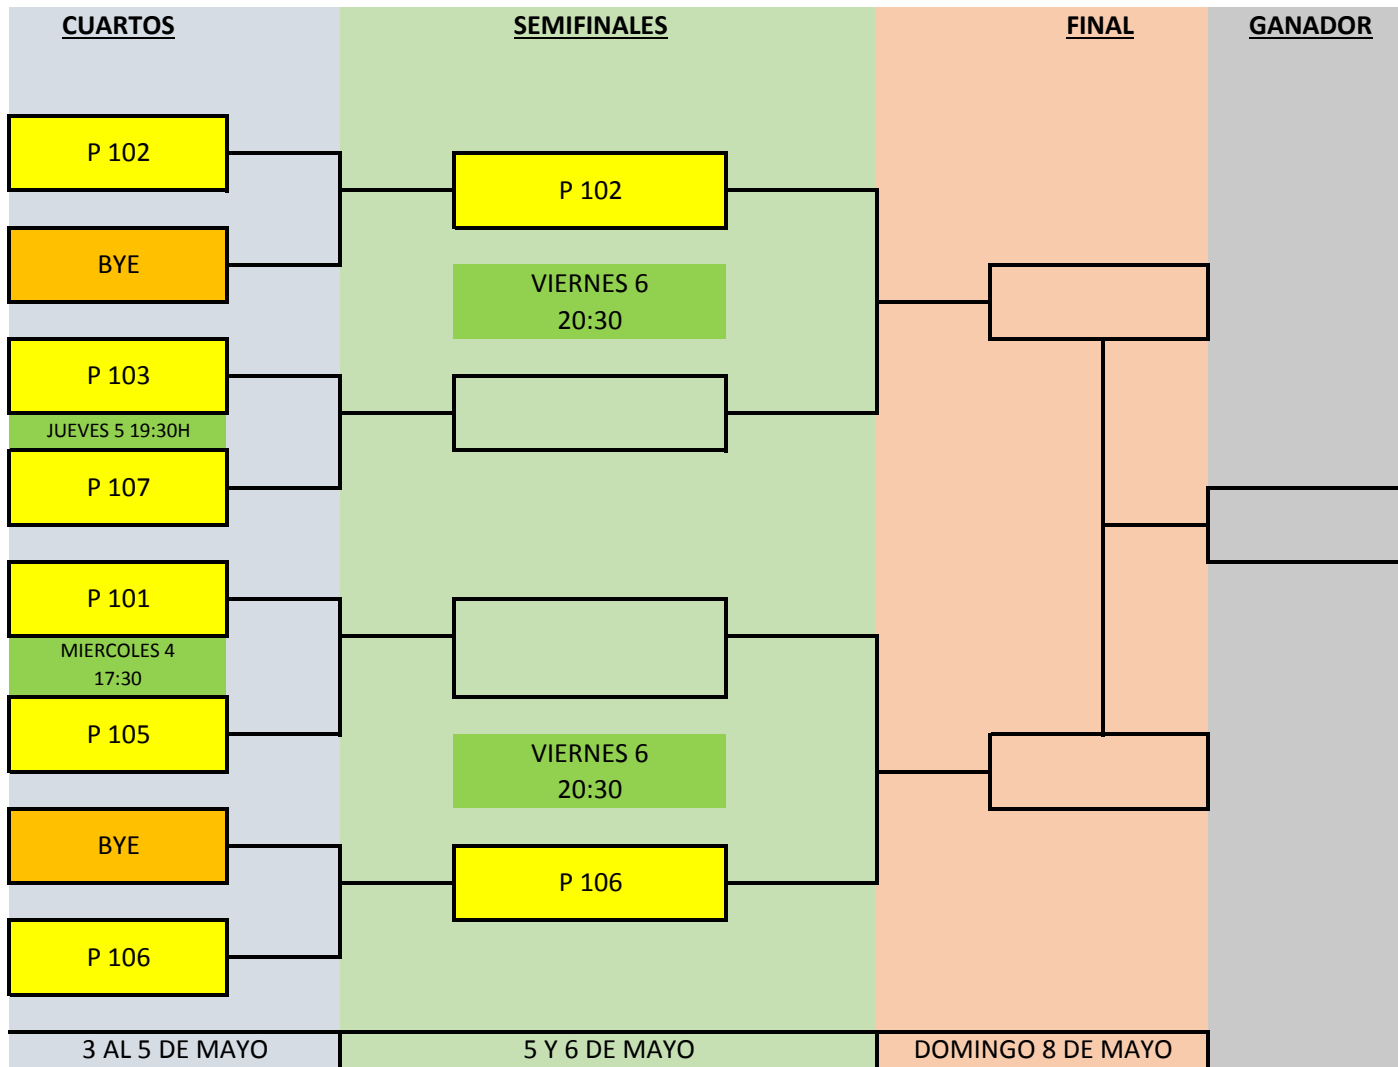 CUARTOS
SEMIFINALES
FINAL
GANADOR
P 102
P 102
BYE
VIERNES 6
20:30
P 103
JUEVES 5 19:30H
P 107
P 101
MIERCOLES 4
17:30
P 105
VIERNES 6
20:30
BYE
P 106
P 106
3 AL 5 DE MAYO
5 Y 6 DE MAYO
DOMINGO 8 DE MAYO